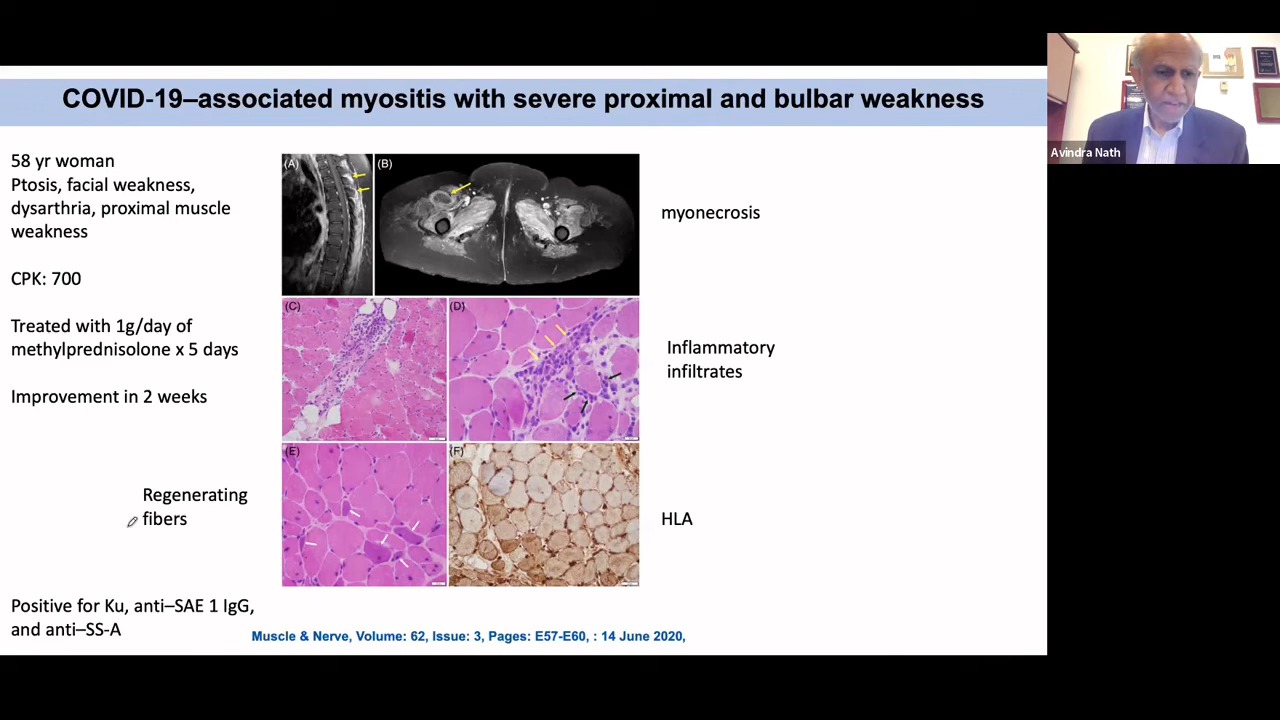 COVID-19–associated myositis with severe proximal and bulbar weakness
Avindra Nath
58 yr woman
Ptosis, facial weakness,
dysarthria, proximal muscle
weakness
CPK: 700
Treated with 1g/day of
methylprednisolone x 5 days
Improvement in 2 weeks
(A)
(B)
myonecrosis
(C)
(D)
Inflammatory
infiltrates
Regenerating
fibers
(E)
(F)
HLA
Positive for Ku, anti–SAE 1 IgG,
and anti–SS-A
Muscle & Nerve, Volume: 62, Issue: 3, Pages: E57-E60, : 14 June 2020,